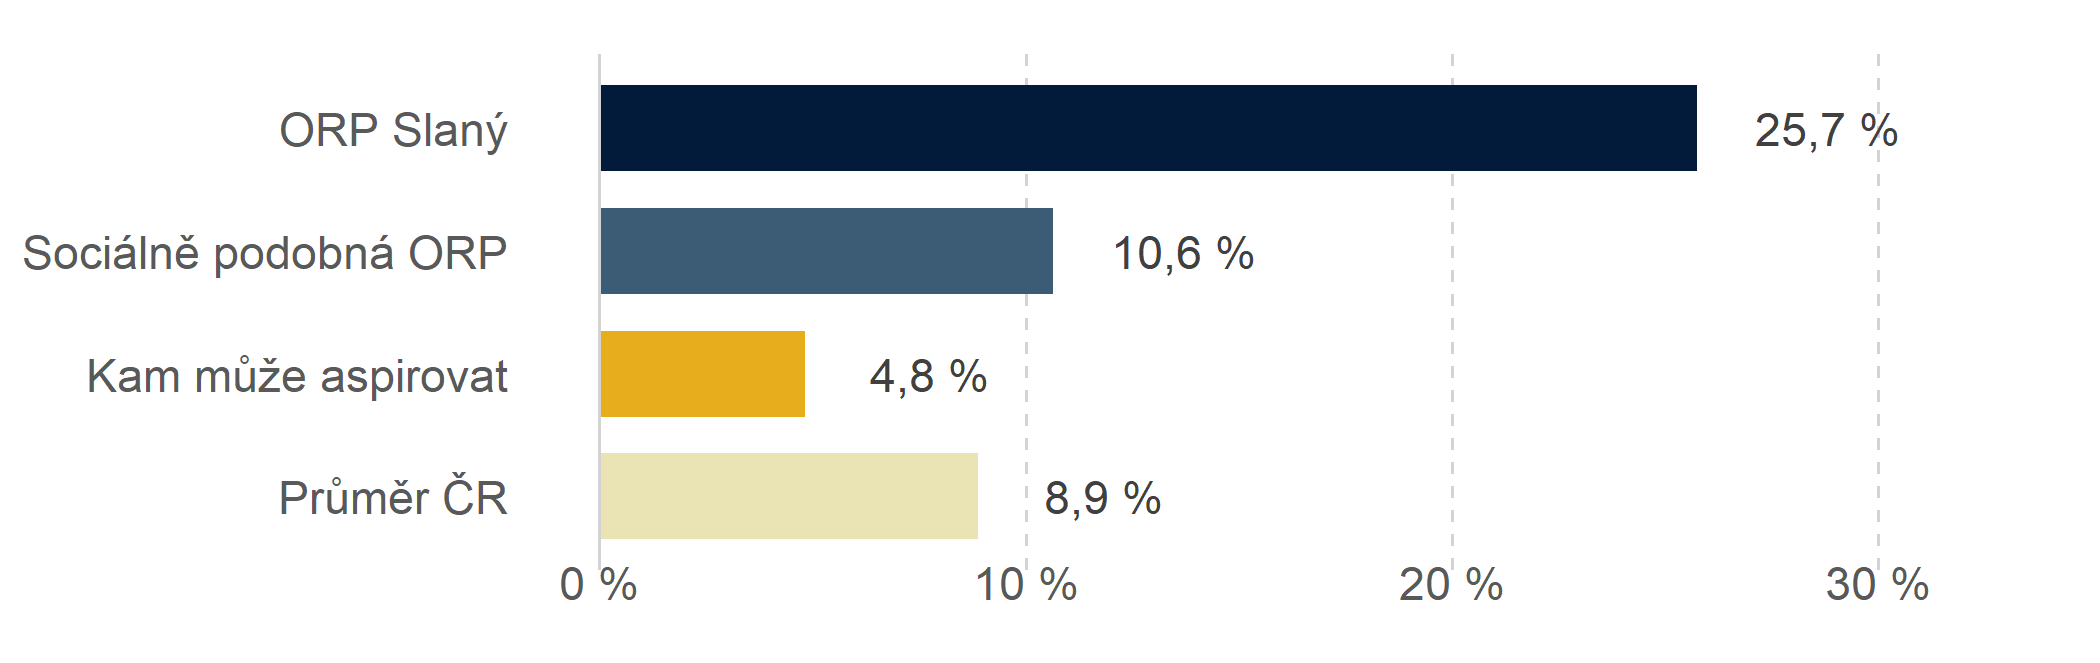 ORP Slaný
25,7 %
Sociálně podobná ORP
10,6 %
Kam může aspirovat
4,8 %
Průměr ČR
8,9 %
0 % 10 % 20 % 30 %